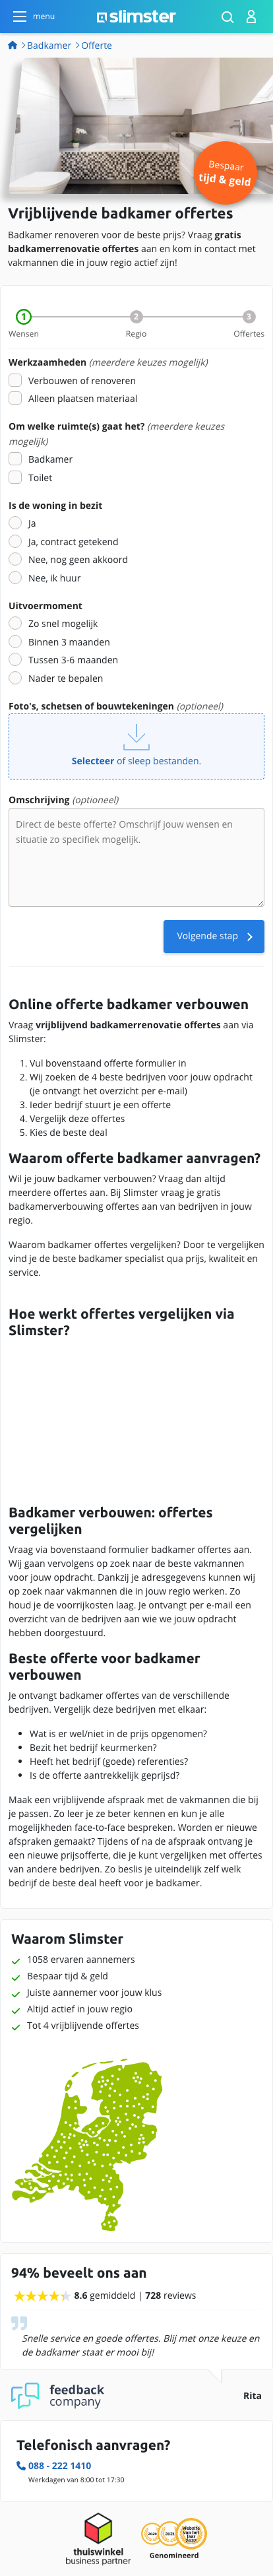 menu
slimster
Badkamer
Offerte
Bespaar
tijd & geld
Vrijblijvende badkamer offertes
Badkamer renoveren voor de beste prijs? Vraag gratis
badkamerrenovatie offertes aan en kom in contact met
vakmannen die in jouw regio actief zijn!
1
2
3
Wensen
Regio
Offertes
Werkzaamheden (meerdere keuzes mogelijk)
Verbouwen of renoveren
Alleen plaatsen materiaal
Om welke ruimte(s) gaat het? (meerdere keuzes
mogelijk)
Badkamer
Toilet
Is de woning in bezit
Ja
Ja, contract getekend
Nee, nog geen akkoord
Nee, ik huur
Uitvoermoment
Zo snel mogelijk
Binnen 3 maanden
Tussen 3-6 maanden
Nader te bepalen
Foto's, schetsen of bouwtekeningen (optioneel)
Selecteer of sleep bestanden.
Omschrijving (optioneel)
Direct de beste offerte? Omschrijf jouw wensen en
situatie zo specifiek mogelijk.
Volgende stap
Online offerte badkamer verbouwen
Vraag vrijblijvend badkamerrenovatie offertes aan via
Slimster:
1. Vul bovenstaand offerte formulier in
2. Wij zoeken de 4 beste bedrijven voor jouw opdracht
(je ontvangt het overzicht per e-mail)
3. Ieder bedrijf stuurt je een offerte
4. Vergelijk deze offertes
5. Kies de beste deal
Waarom offerte badkamer aanvragen?
Wil je jouw badkamer verbouwen? Vraag dan altijd
meerdere offertes aan. Bij Slimster vraag je gratis
badkamerverbouwing offertes aan van bedrijven in jouw
regio.
Waarom badkamer offertes vergelijken? Door te vergelijken
vind je de beste badkamer specialist qua prijs, kwaliteit en
service.
Hoe werkt offertes vergelijken via
Slimster?
Badkamer verbouwen: offertes
vergelijken
Vraag via bovenstaand formulier badkamer offertes aan.
Wij gaan vervolgens op zoek naar de beste vakmannen
voor jouw opdracht. Dankzij je adresgegevens kunnen wij
op zoek naar vakmannen die in jouw regio werken. Zo
houd je de voorrijkosten laag. Je ontvangt per e-mail een
overzicht van de bedrijven aan wie we jouw opdracht
hebben doorgestuurd.
Beste offerte voor badkamer
verbouwen
Je ontvangt badkamer offertes van de verschillende
bedrijven. Vergelijk deze bedrijven met elkaar:
• Wat is er wel/niet in de prijs opgenomen?
• Bezit het bedrijf keurmerken?
• Heeft het bedrijf (goede) referenties?
• Is de offerte aantrekkelijk geprijsd?
Maak een vrijblijvende afspraak met de vakmannen die bij
je passen. Zo leer je ze beter kennen en kun je alle
mogelijkheden face-to-face bespreken. Worden er nieuwe
afspraken gemaakt? Tijdens of na de afspraak ontvang je
een nieuwe prijsofferte, die je kunt vergelijken met offertes
van andere bedrijven. Zo beslis je uiteindelijk zelf welk
bedrijf de beste deal heeft voor je badkamer.
Waarom Slimster
1058 ervaren aannemers
Bespaar tijd & geld
Juiste aannemer voor jouw klus
Altijd actief in jouw regio
Tot 4 vrijblijvende offertes
94% beveelt ons aan
8.6 gemiddeld | 728 reviews
Snelle service en goede offertes. Blij met onze keuze en
de badkamer staat er mooi bij!
feedback
company
Rita
Telefonisch aanvragen?
088 - 222 1410
Werkdagen van 8:00 tot 17:30
thuiswinkel
business partner
Website
van het
Jaar
2022
Genomineerd